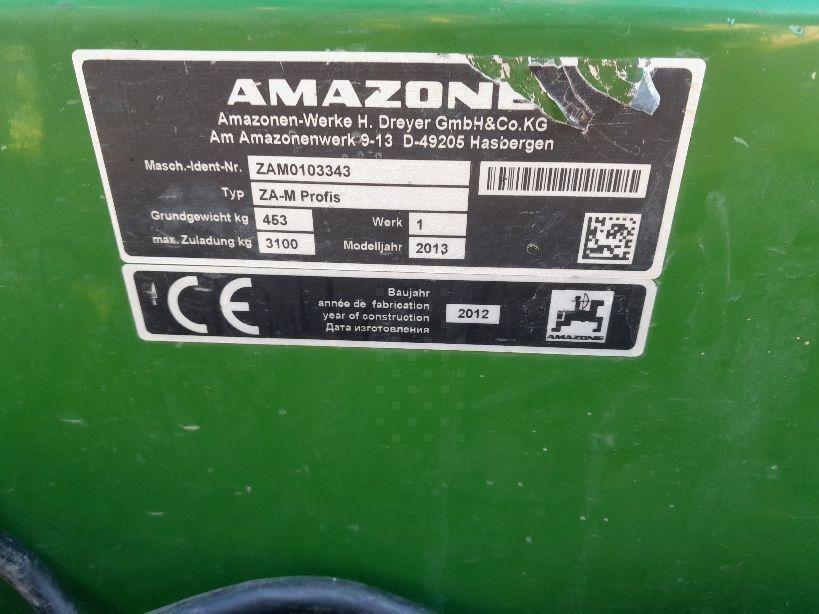 AMAZONE
Amazonen-Werke H. Dreyer GmbH&Co.KG
Am Amazonenwerk 9-13 D-49205 Hasbergen
Masch.-Ident-Nr. ZAM0103343
Typ ZA-M Profis
Grundgewicht kg 453 Werk 1
max. Zuladung kg 3100 Modelljahr 2013
CE
Baujahr
année de fabrication
year of construction 2012
Дата изготовления
AMAZONE